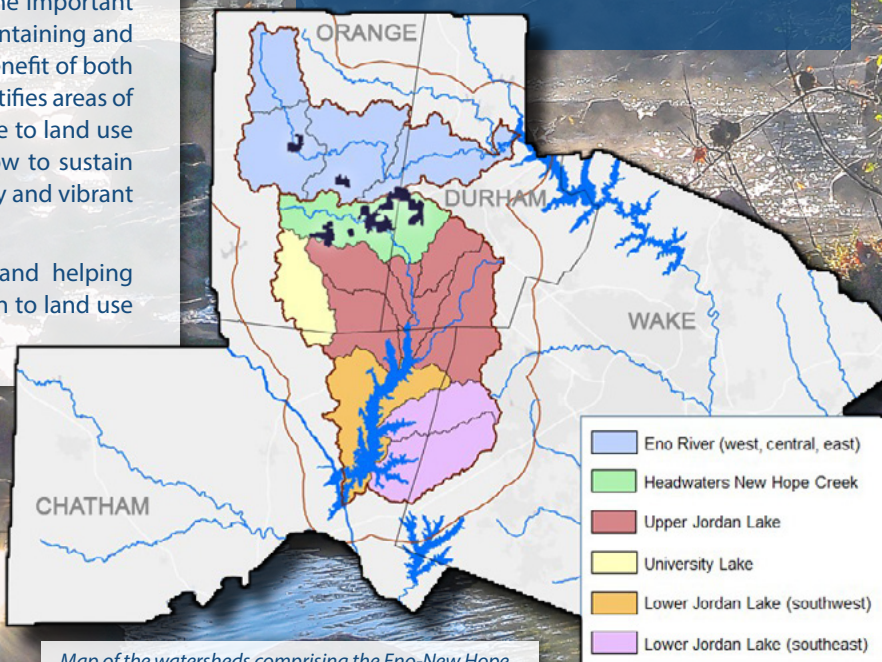 he important
ntaining and
enefit of both
tifies areas of
e to land use
ow to sustain
y and vibrant
and helping
n to land use
ORANGE
DURHAM
WAKE
CHATHAM
Eno River (west, central, east)
Headwaters New Hope Creek
Upper Jordan Lake
University Lake
Lower Jordan Lake (southwest)
Lower Jordan Lake (southeast)
Map of the watersheds comprising the Eno-New Hope